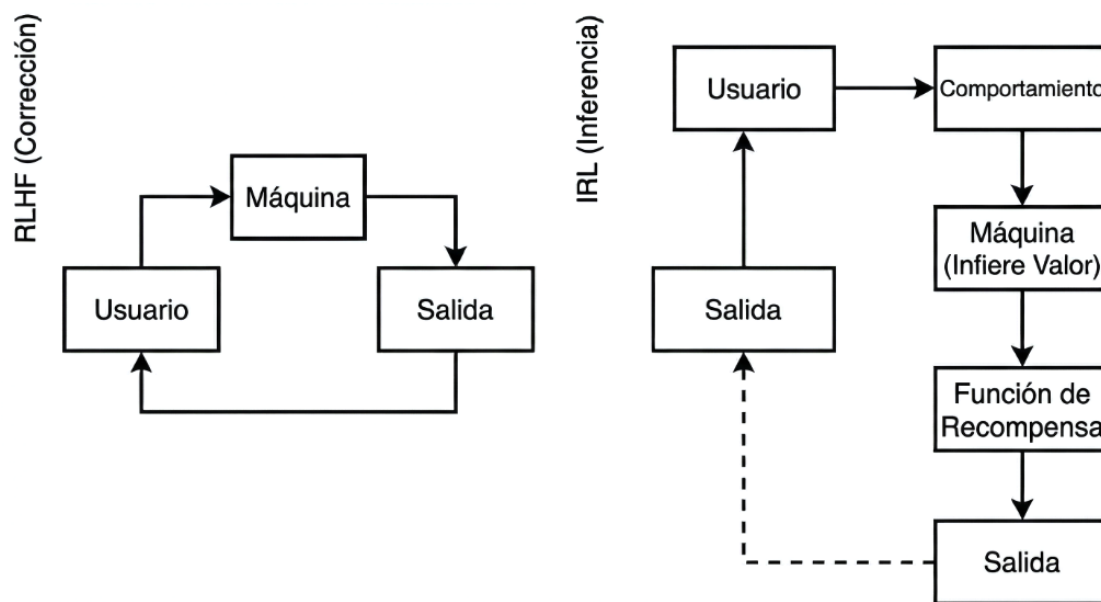 RLHF (Corrección)
Máquina
Usuario
Salida
IRL (Inferencia)
Usuario
Comportamiento
Máquina
(Infiere Valor)
Salida
Función de
Recompensa
Salida